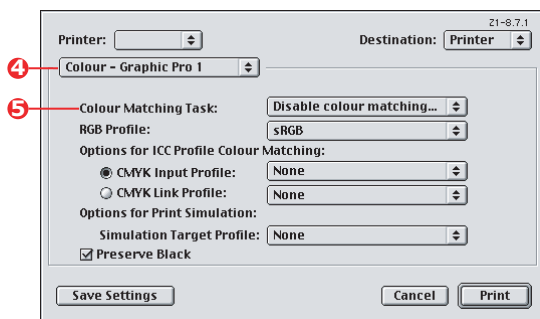 Z1-8.7.1
Printer: Destination: Printer
4 Colour - Graphic Pro 1
5 Colour Matching Task: Disable colour matching...
RGB Profile: sRGB
Options for ICC Profile Colour Matching:
CMYK Input Profile: None
CMYK Link Profile: None
Options for Print Simulation:
Simulation Target Profile: None
Preserve Black
Save Settings Cancel Print